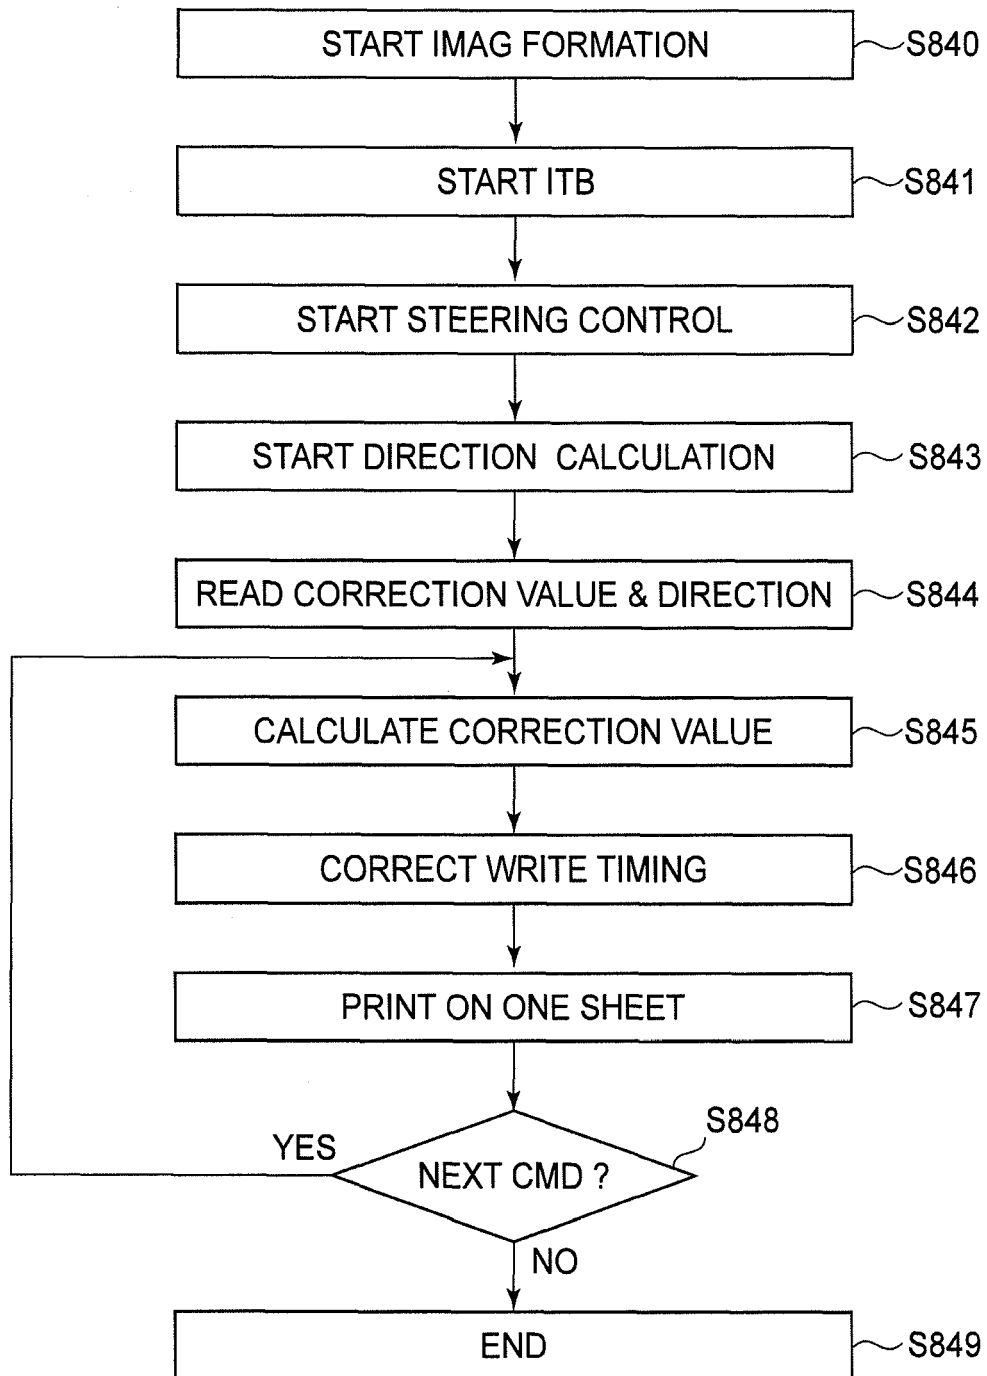 START IMAG FORMATION S840
START ITB S841
START STEERING CONTROL S842
START DIRECTION CALCULATION S843
READ CORRECTION VALUE & DIRECTION S844
CALCULATE CORRECTION VALUE S845
CORRECT WRITE TIMING S846
PRINT ON ONE SHEET S847
S848
YES
NEXT CMD ?
NO
END S849